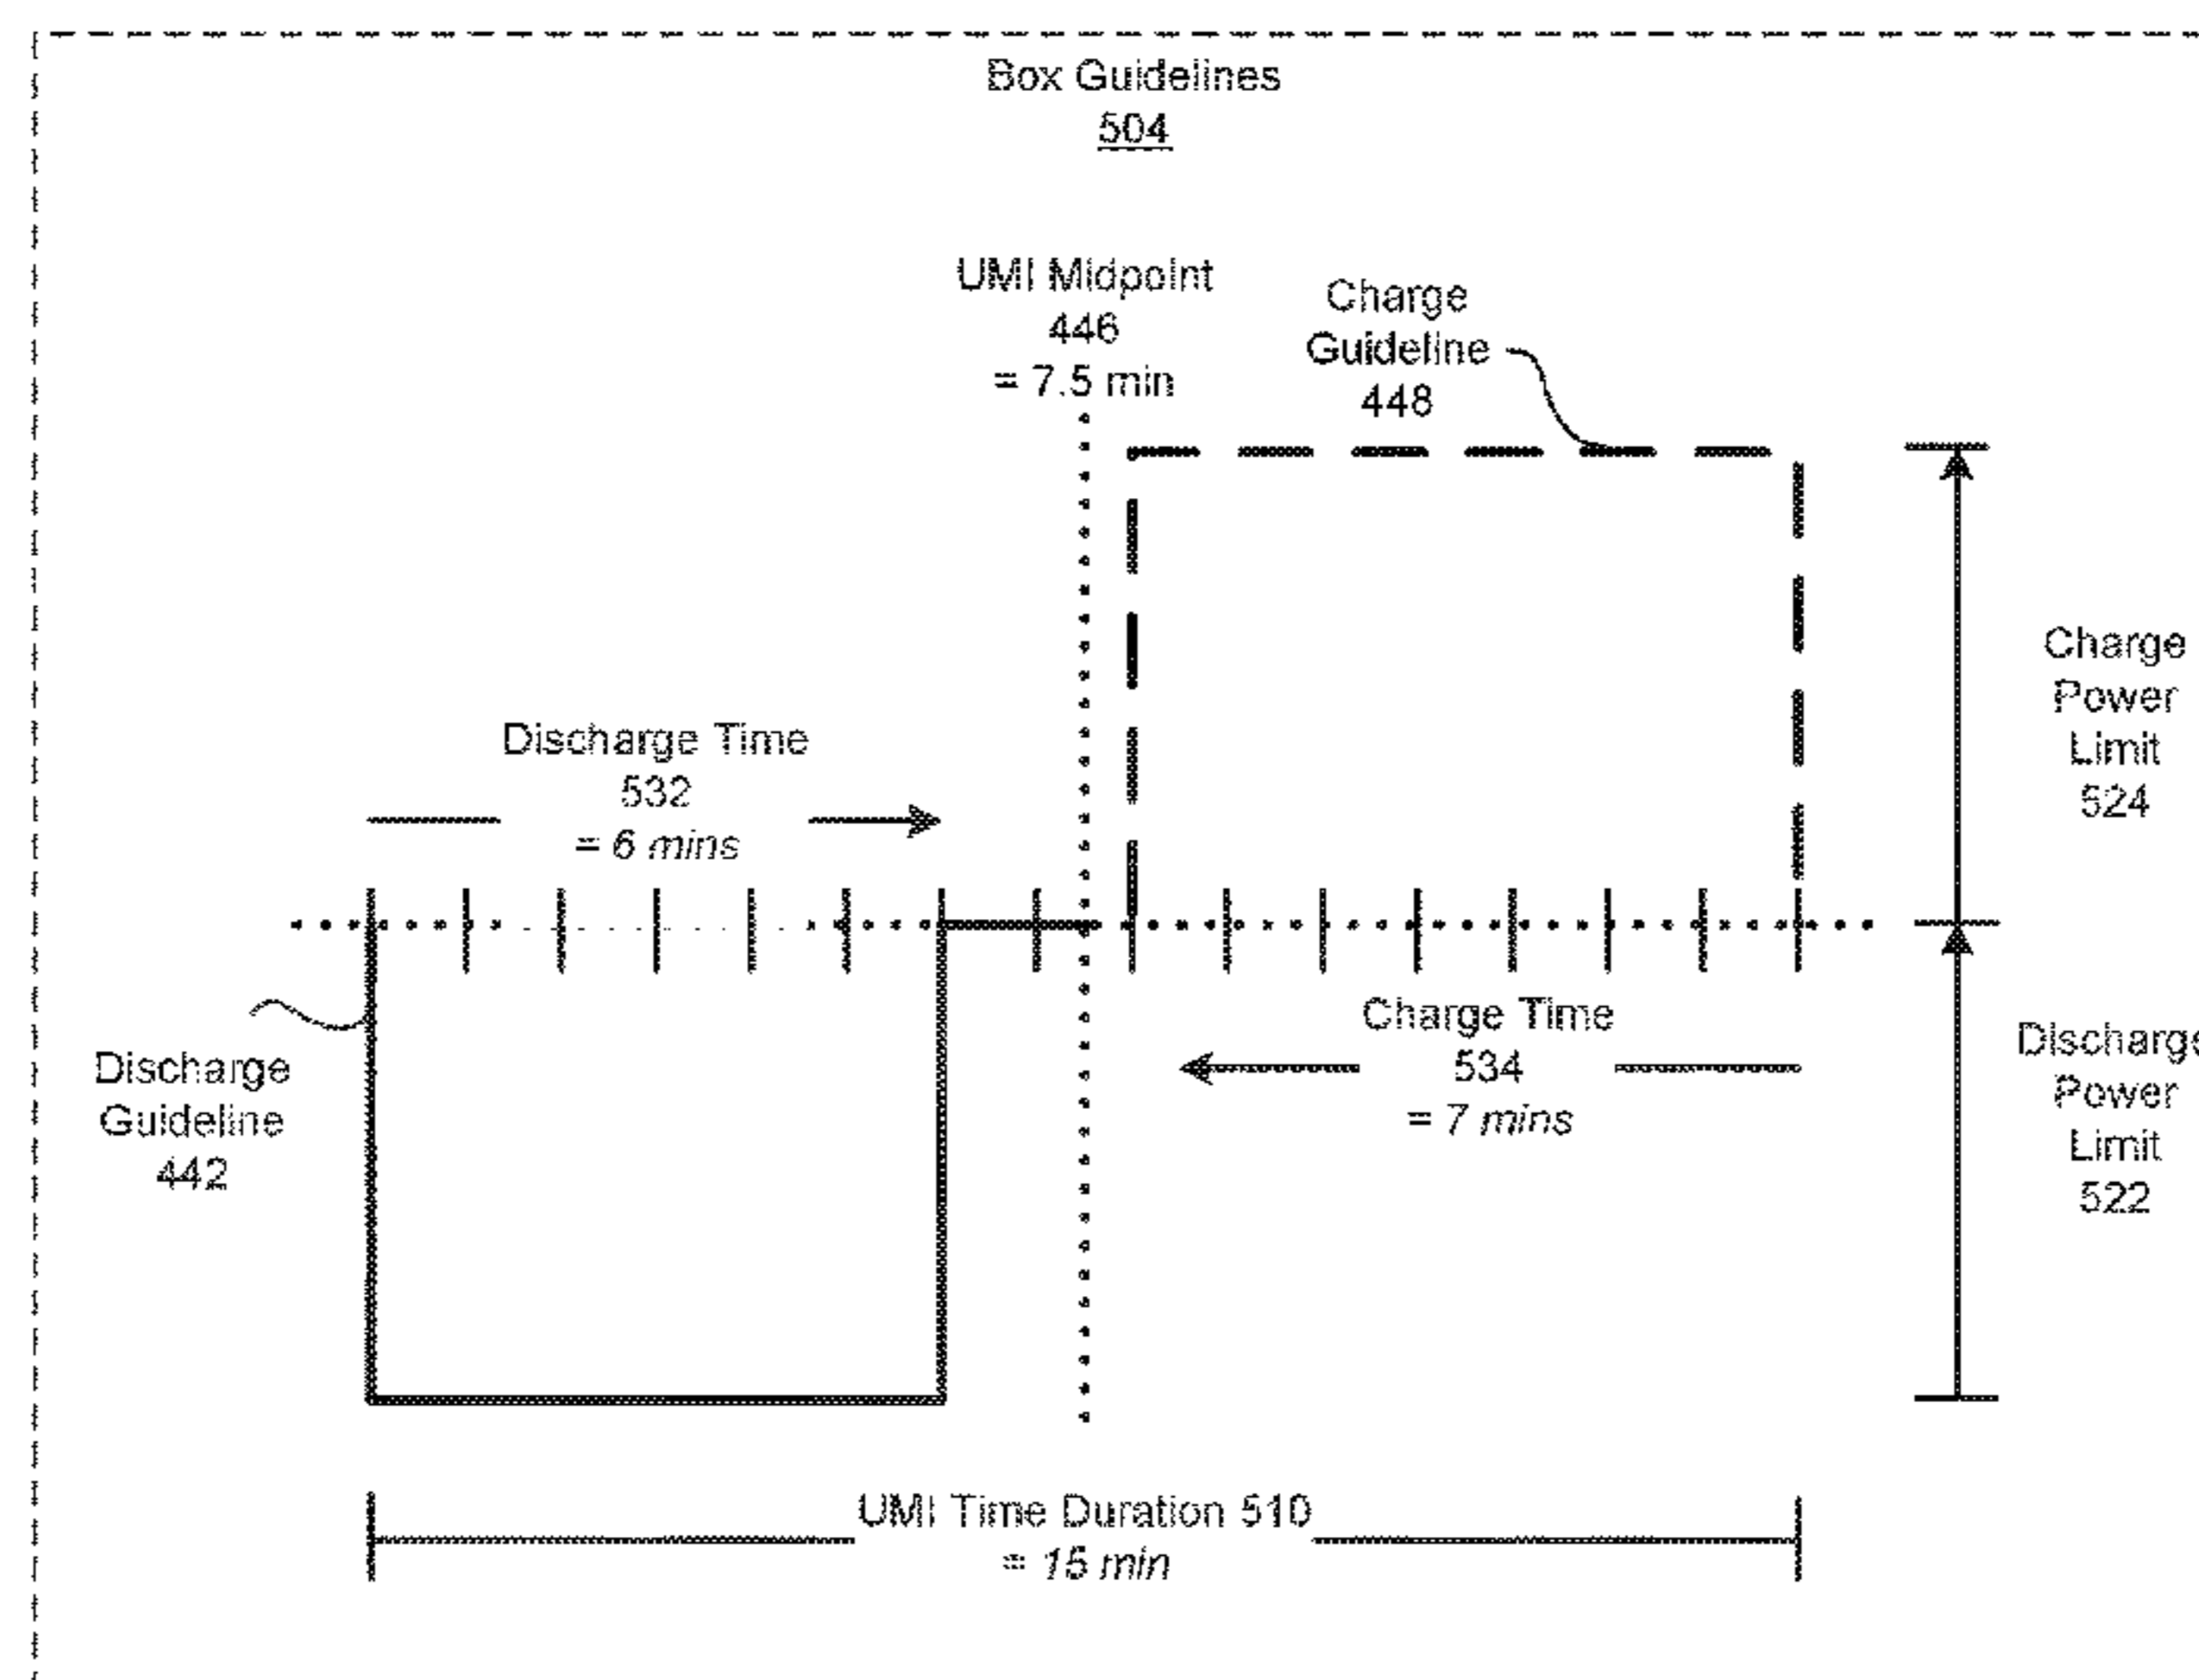 Box Guidelines
504
UMI Midpoint
446
= 7.5 min
Charge
Guideline
448
Charge
Power
Limit
524
Discharge Time
532
= 6 mins
Charge Time
534
= 7 mins
Discharge
Guideline
442
Discharge
Power
Limit
522
UMI Time Duration 510
= 15 min